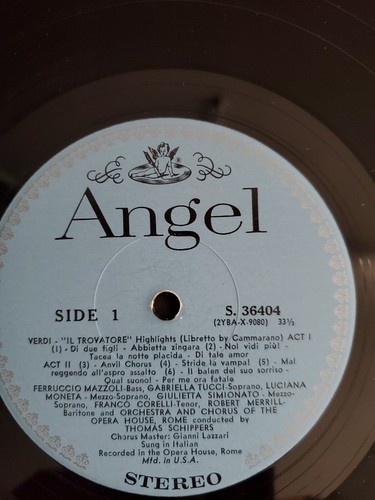 Angel
SIDE 1
S. 36404
(2YBA-X-9080) 33⅓
VERDI - "IL TROVATORE" Highlights (Libretto by Cammarano) ACT I
(1) - Di due figli - Abbietta zingara (2) - Noi vidi più! -
Tacea la notte placida - Di tale amor
ACT II (3) - Anvil Chorus (4) - Stride la vampa! (5) - Mal
reggendo all'aspro assalto (6) - Il balen del suo sorriso -
Qual suono! - Per me ora fatale
FERRUCCIO MAZZOLI-Bass, GABRIELLA TUCCI-Soprano, LUCIANA
MONETA - Mezzo-Soprano, GIULIETTA SIMIONATO - Mezzo-
Soprano, FRANCO CORELLI-Tenor, ROBERT MERRILL-
Baritone and ORCHESTRA AND CHORUS OF THE
OPERA HOUSE, ROME conducted by
THOMAS SCHIPPERS
Chorus Master: Gianni Lazzari
Sung in Italian
Recorded in the Opera House, Rome
Mfd. in U.S.A.
STEREO